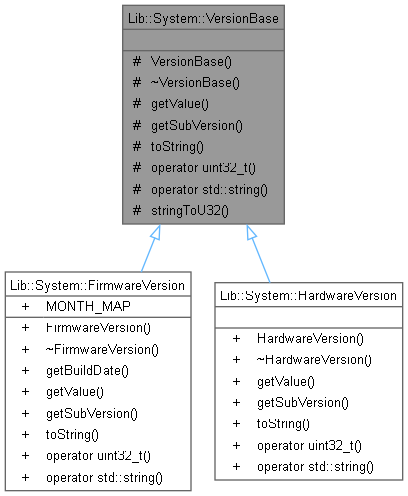 Lib::System::VersionBase
# VersionBase()
# ~VersionBase()
# getValue()
# getSubVersion()
# toString()
# operator uint32_t()
# operator std::string()
# stringToU32()
Lib::System::FirmwareVersion
+ MONTH_MAP
+ FirmwareVersion()
+ ~FirmwareVersion()
+ getBuildDate()
+ getValue()
+ getSubVersion()
+ toString()
+ operator uint32_t()
+ operator std::string()
Lib::System::HardwareVersion
+ HardwareVersion()
+ ~HardwareVersion()
+ getValue()
+ getSubVersion()
+ toString()
+ operator uint32_t()
+ operator std::string()